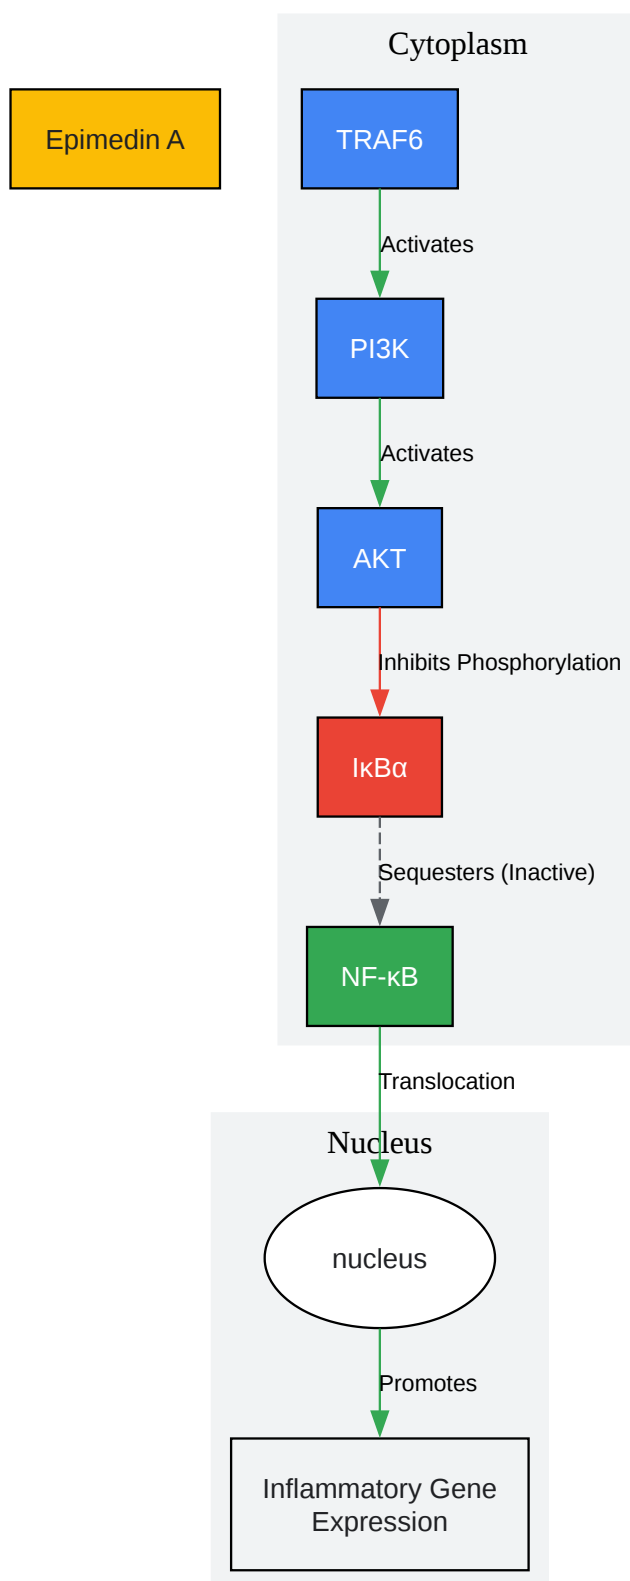 Cytoplasm
Epimedin A
TRAF6
Activates
PI3K
Activates
AKT
Inhibits Phosphorylation
IκBα
Sequesters (Inactive)
NF-κB
Translocation
Nucleus
nucleus
Promotes
Inflammatory Gene
Expression